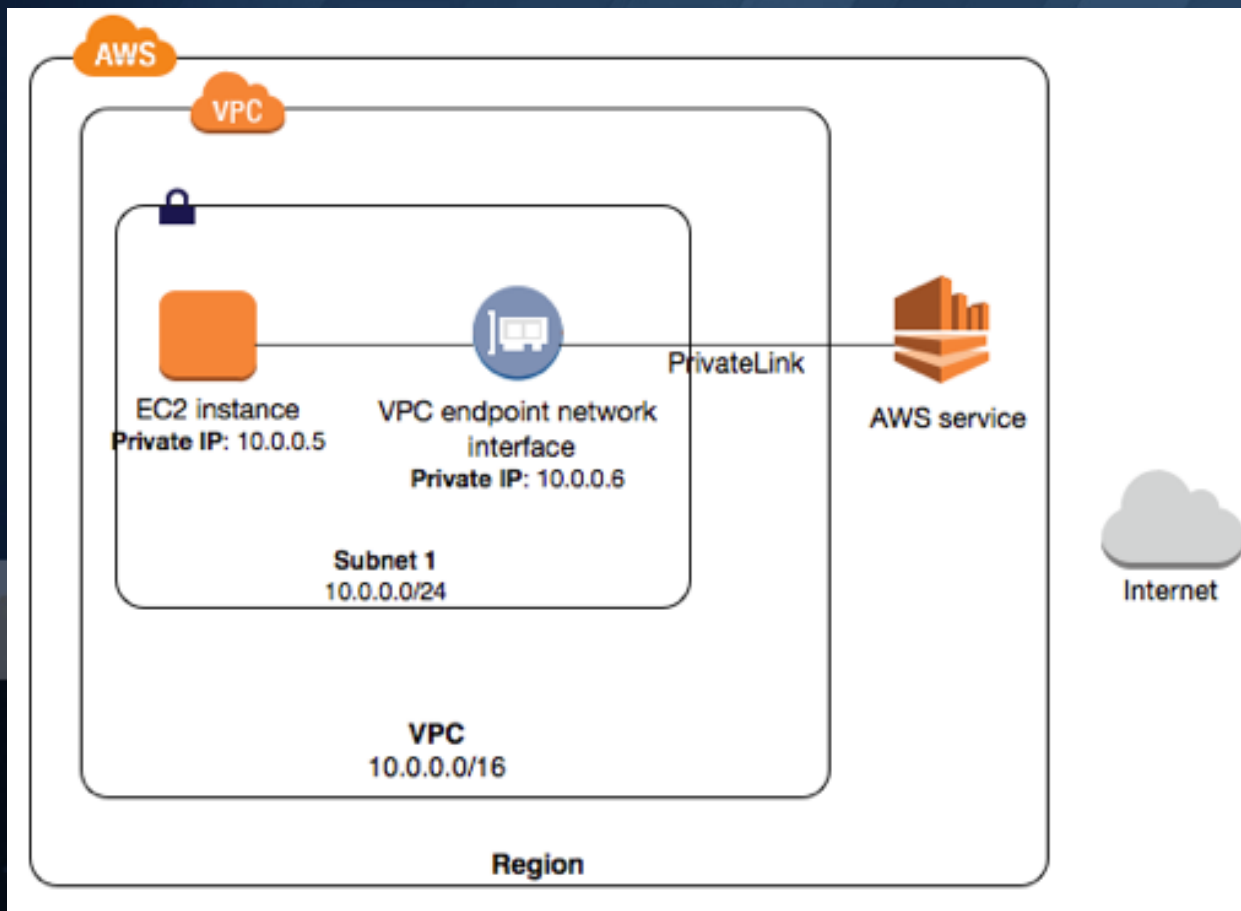 AWS
VPC
EC2 instance
Private IP: 10.0.0.5
VPC endpoint network
interface
Private IP: 10.0.0.6
PrivateLink
AWS service
Internet
Subnet 1
10.0.0.0/24
VPC
10.0.0.0/16
Region